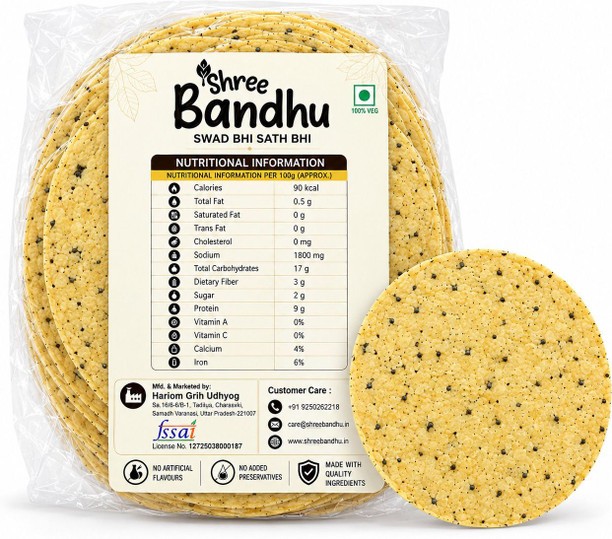 Shree
Bandhu
SWAD BHI SATH BHI
100% VEG
NUTRITIONAL INFORMATION
NUTRITIONAL INFORMATION PER 100g (APPROX.)
Calories 90 kcal
Total Fat 0.5 g
Saturated Fat 0 g
Trans Fat 0 g
Cholesterol 0 mg
Sodium 1800 mg
Total Carbohydrates 17 g
Dietary Fiber 3 g
Sugar 2 g
Protein 9 g
Vitamin A 0%
Vitamin C 0%
Calcium 4%
Iron 6%
Mfd. & Marketed by:
Hariom Grih Udhyog
Sa. 16/6-6/B-1, Tadiya,
Samadh Varanasi, Uttar Pradesh-221007
fssai
License No. 12725038000187
Customer Care :
+91 9250262218
care@shreebandhu.in
www.shreebandhu.in
NO ARTIFICIAL
FLAVOURS
NO ADDED
PRESERVATIVES
MADE WITH
QUALITY
INGREDIENTS